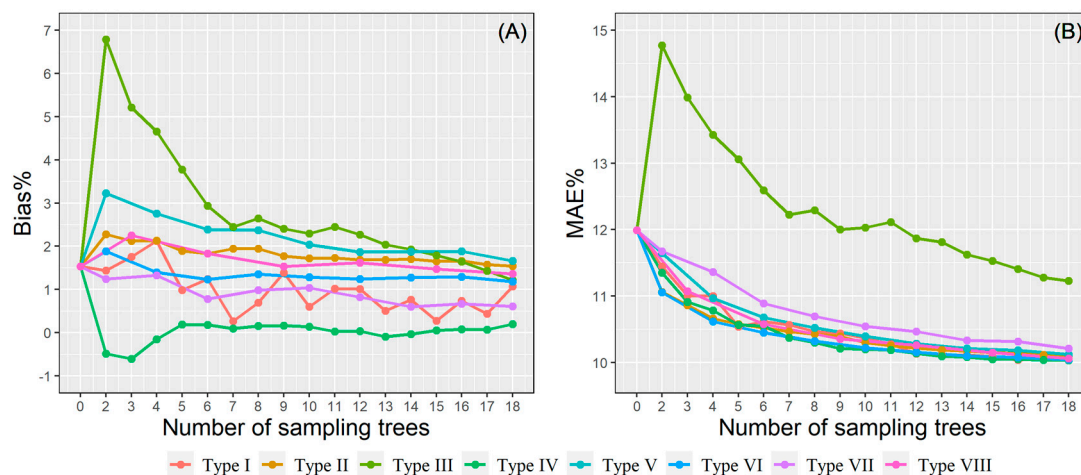 (A)
Bias%
7
6
5
4
3
2
1
0
-1
0 2 3 4 5 6 7 8 9 10 11 12 13 14 15 16 17 18
Number of sampling trees
(B)
MAE%
15
14
13
12
11
10
0 2 3 4 5 6 7 8 9 10 11 12 13 14 15 16 17 18
Number of sampling trees
Type I Type II Type III Type IV Type V Type VI Type VII Type VIII